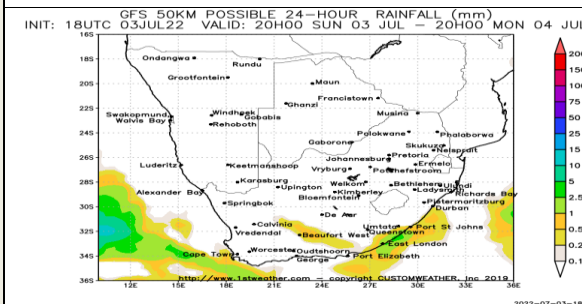 GFS 50KM POSSIBLE 24-HOUR RAINFALL (mm)
INIT: 18UTC 03JUL22 VALID: 20H00 SUN 03 JUL – 20H00 MON 04 JUL
16S
18S
20S
22S
24S
26S
28S
30S
32S
34S
36S
Ondangwa
Rundu
Grootfontein
Maun
Francistown
Ghanzi
Swakopmund
Walvis Bay
Windhoek
Gobabis
Rehoboth
Musina
Polokwane
Phalaborwa
Gaborone
Skukuza
Nelspruit
Pretoria
Johannesburg
Ermelo
Luderitz
Keetmanshoop
Vryburg
Potchefstroom
Karasburg
Welkom
Bethlehem
Ulundi
Alexander Bay
Upington
Kimberley
Ladysmith
Richards Bay
Springbok
Bloemfontein
Pietermaritzburg
Durban
De Aar
Calvinia
Umtata
Port St Johns
Vredendal
Beaufort West
Queenstown
East London
Worcester
Oudtshoorn
Cape Town
George
Port Elizabeth
http://www.1stweather.com – copyright CUSTOMWEATHER, Inc 2019
12E 15E 18E 21E 24E 27E 30E 33E 36E
200
150
100
75
50
25
15
10
5
2
1
0.5
0.2
0.1